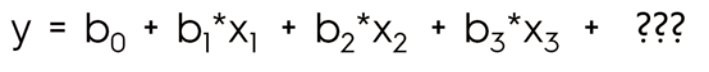 y = b₀ + b₁*x₁ + b₂*x₂ + b₃*x₃ + ???